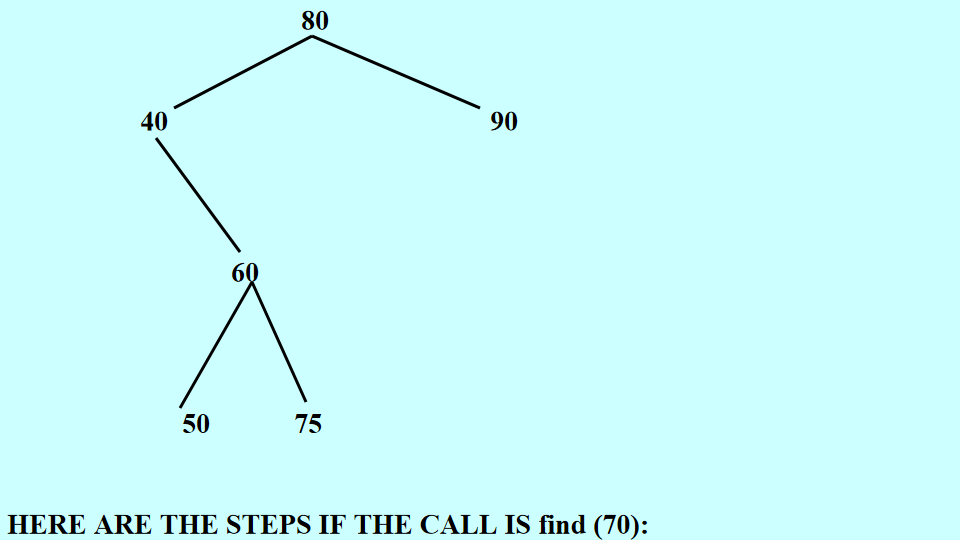 80
40 90
60
50 75
HERE ARE THE STEPS IF THE CALL IS find (70):